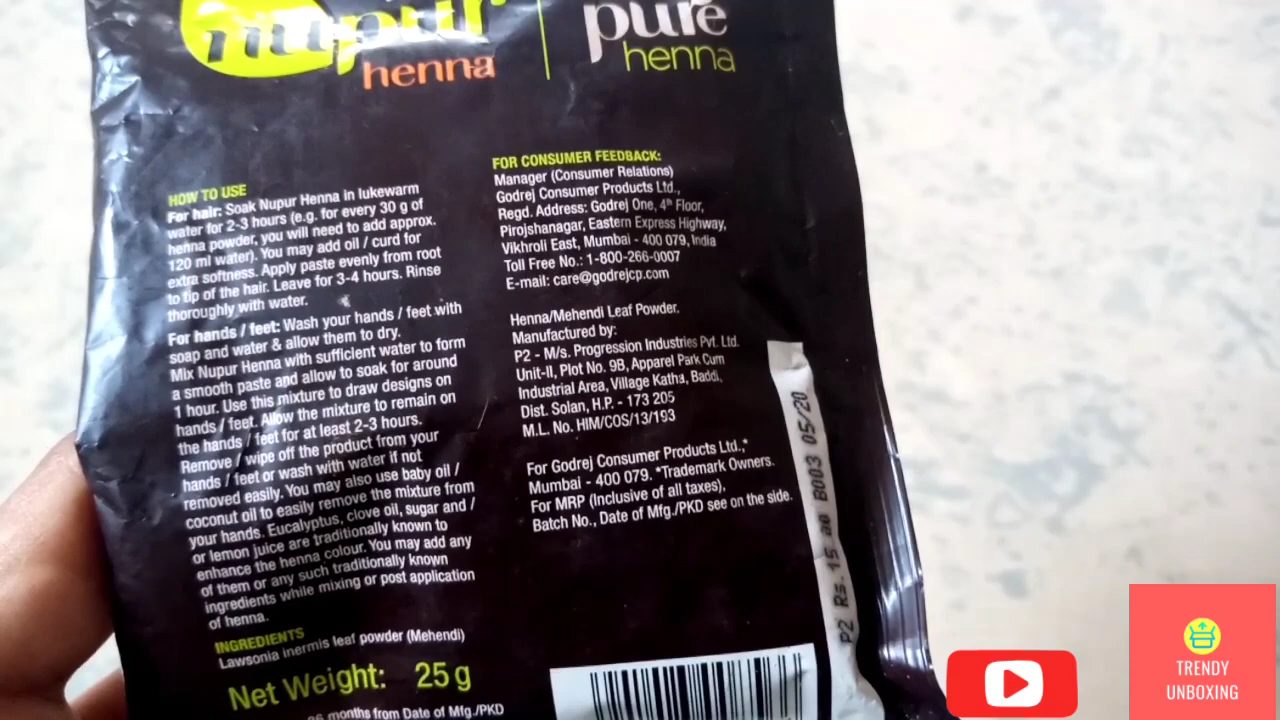 nupur
henna
pure
henna
HOW TO USE
For hair: Soak Nupur Henna in lukewarm
water for 2-3 hours (e.g. for every 30 g of
henna powder, you will need to add approx.
120 ml water). You may add oil / curd for
extra softness. Apply paste evenly from root
to tip of the hair. Leave for 3-4 hours. Rinse
thoroughly with water.
For hands / feet: Wash your hands / feet with
soap and water & allow them to dry.
Mix Nupur Henna with sufficient water to form
a smooth paste and allow to soak for around
1 hour. Use this mixture to draw designs on
hands / feet. Allow the mixture to remain on
the hands / feet for at least 2-3 hours.
Remove / wipe off the product from your
hands / feet or wash with water if not
removed easily. You may also use baby oil /
coconut oil to easily remove the mixture from
your hands. Eucalyptus, clove oil, sugar and /
or lemon juice are traditionally known to
enhance the henna colour. You may add any
of them or any such traditionally known
ingredients while mixing or post application
of henna.
INGREDIENTS
Lawsonia inermis leaf powder (Mehendi)
Net Weight: 25 g
months from Date of Mfg./PKD
FOR CONSUMER FEEDBACK:
Manager (Consumer Relations)
Godrej Consumer Products Ltd.,
Regd. Address: Godrej One, 4th Floor,
Pirojshanagar, Eastern Express Highway,
Vikhroli East, Mumbai - 400 079, India
Toll Free No.: 1-800-266-0007
E-mail: care@godrejcp.com
Henna/Mehendi Leaf Powder.
Manufactured by:
P2 - M/s. Progression Industries Pvt. Ltd.
Unit-II, Plot No. 9B, Apparel Park Cum
Industrial Area, Village Katha, Baddi,
Dist. Solan, H.P. - 173 205
M.L. No. HIM/COS/13/193
For Godrej Consumer Products Ltd.,*
Mumbai - 400 079. *Trademark Owners.
For MRP (Inclusive of all taxes),
Batch No., Date of Mfg./PKD see on the side.
P2 Rs. 15 B003 05/20
TRENDY
UNBOXING